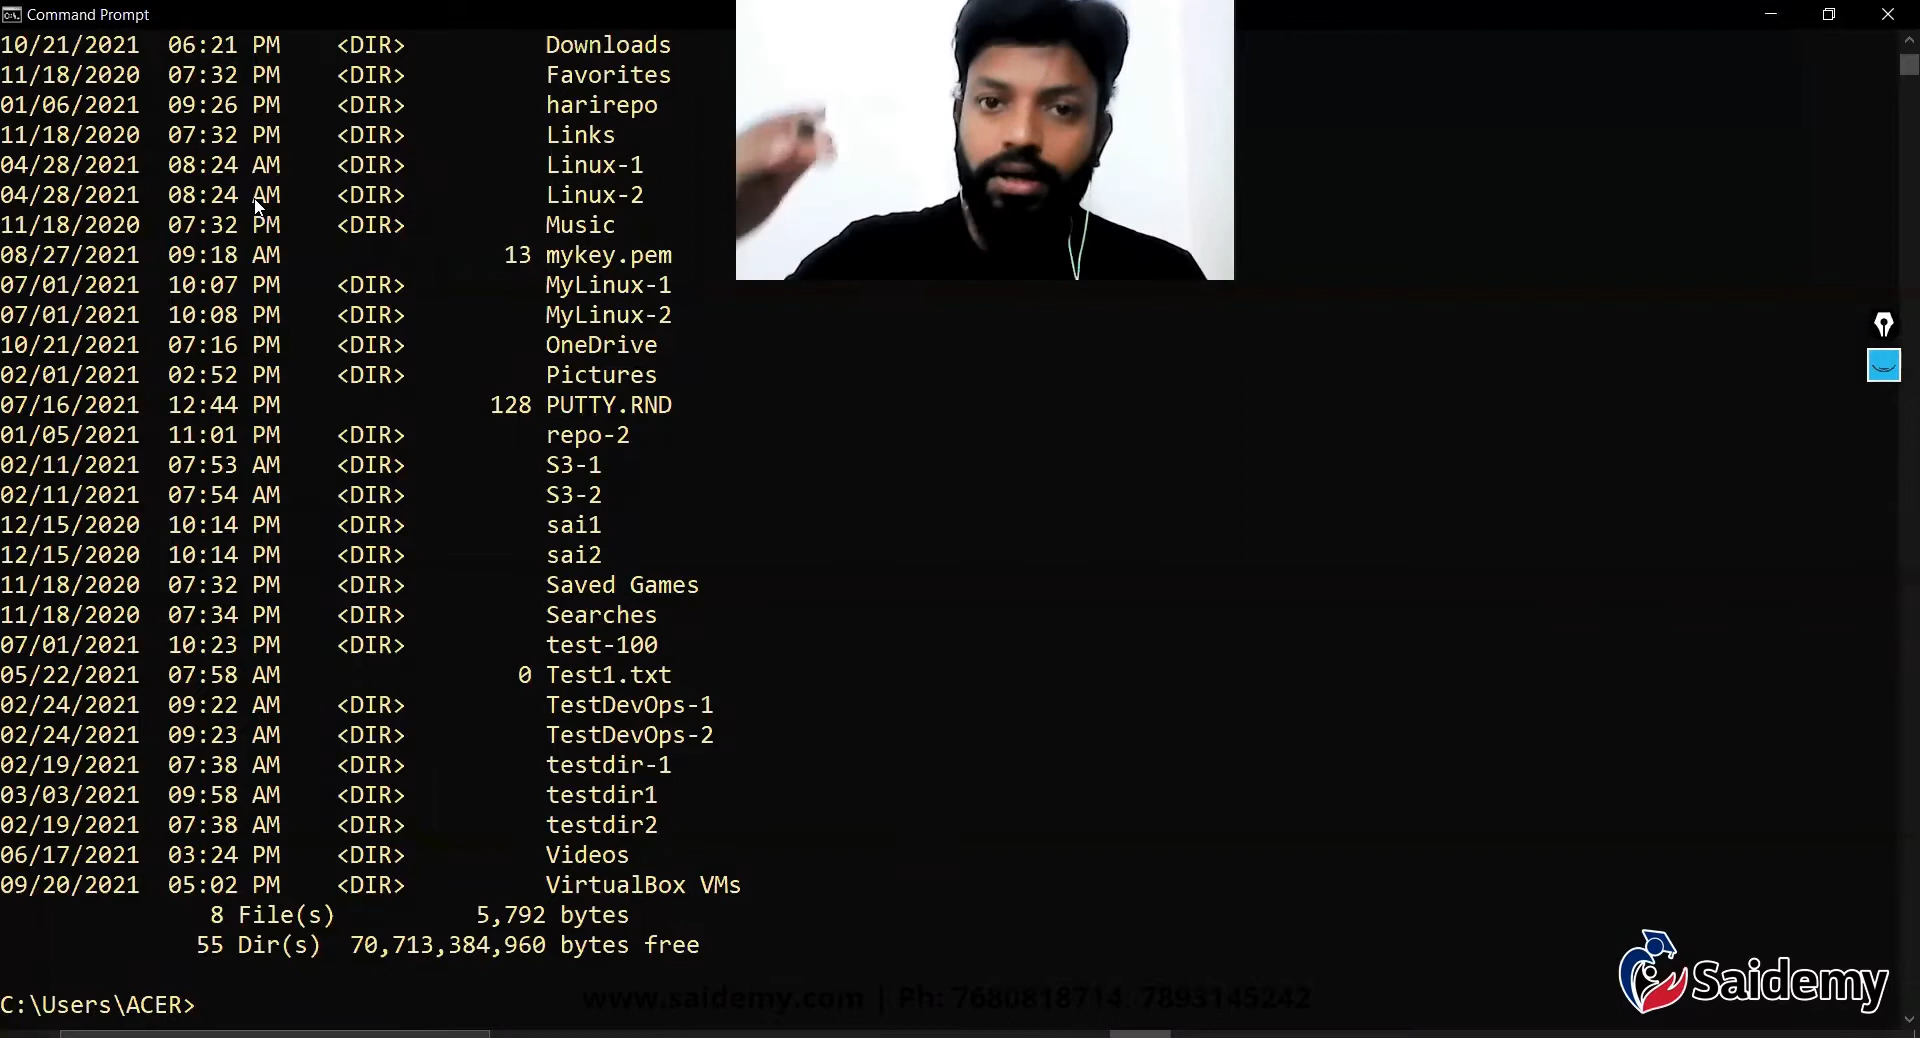 Command Prompt
10/21/2021  06:21 PM    <DIR>          Downloads
11/18/2020  07:32 PM    <DIR>          Favorites
01/06/2021  09:26 PM    <DIR>          harirepo
11/18/2020  07:32 PM    <DIR>          Links
04/28/2021  08:24 AM    <DIR>          Linux-1
04/28/2021  08:24 AM    <DIR>          Linux-2
11/18/2020  07:32 PM    <DIR>          Music
08/27/2021  09:18 AM                13 mykey.pem
07/01/2021  10:07 PM    <DIR>          MyLinux-1
07/01/2021  10:08 PM    <DIR>          MyLinux-2
10/21/2021  07:16 PM    <DIR>          OneDrive
02/01/2021  02:52 PM    <DIR>          Pictures
07/16/2021  12:44 PM               128 PUTTY.RND
01/05/2021  11:01 PM    <DIR>          repo-2
02/11/2021  07:53 AM    <DIR>          S3-1
02/11/2021  07:54 AM    <DIR>          S3-2
12/15/2020  10:14 PM    <DIR>          sai1
12/15/2020  10:14 PM    <DIR>          sai2
11/18/2020  07:32 PM    <DIR>          Saved Games
11/18/2020  07:34 PM    <DIR>          Searches
07/01/2021  10:23 PM    <DIR>          test-100
05/22/2021  07:58 AM                 0 Test1.txt
02/24/2021  09:22 AM    <DIR>          TestDevOps-1
02/24/2021  09:23 AM    <DIR>          TestDevOps-2
02/19/2021  07:38 AM    <DIR>          testdir-1
03/03/2021  09:58 AM    <DIR>          testdir1
02/19/2021  07:38 AM    <DIR>          testdir2
06/17/2021  03:24 PM    <DIR>          Videos
09/20/2021  05:02 PM    <DIR>          VirtualBox VMs
8 File(s)          5,792 bytes
55 Dir(s)  70,713,384,960 bytes free
Saidemy
C:\Users\ACER>
www.saidemy.com | Ph: 7680818714, 7893145242